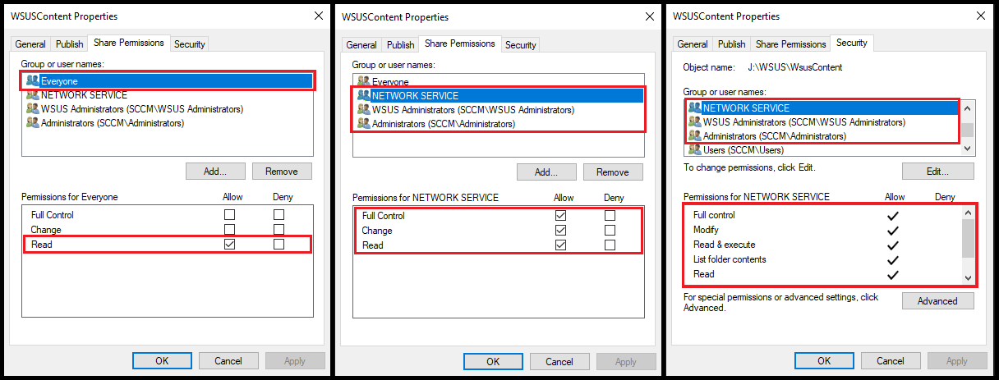 WSUSContent Properties
General Publish Share Permissions Security
Group or user names:
Everyone
NETWORK SERVICE
WSUS Administrators (SCCM\WSUS Administrators)
Administrators (SCCM\Administrators)
Add... Remove
Permissions for Everyone Allow Deny
Full Control
Change
Read
OK Cancel Apply
WSUSContent Properties
General Publish Share Permissions Security
Group or user names:
Everyone
NETWORK SERVICE
WSUS Administrators (SCCM\WSUS Administrators)
Administrators (SCCM\Administrators)
Add... Remove
Permissions for NETWORK SERVICE Allow Deny
Full Control
Change
Read
OK Cancel Apply
WSUSContent Properties
General Publish Share Permissions Security
Object name: J:\WSUS\WsusContent
Group or user names:
NETWORK SERVICE
WSUS Administrators (SCCM\WSUS Administrators)
Administrators (SCCM\Administrators)
Users (SCCM\Users)
To change permissions, click Edit. Edit...
Permissions for NETWORK SERVICE Allow Deny
Full control
Modify
Read & execute
List folder contents
Read
For special permissions or advanced settings, click
Advanced. Advanced
OK Cancel Apply